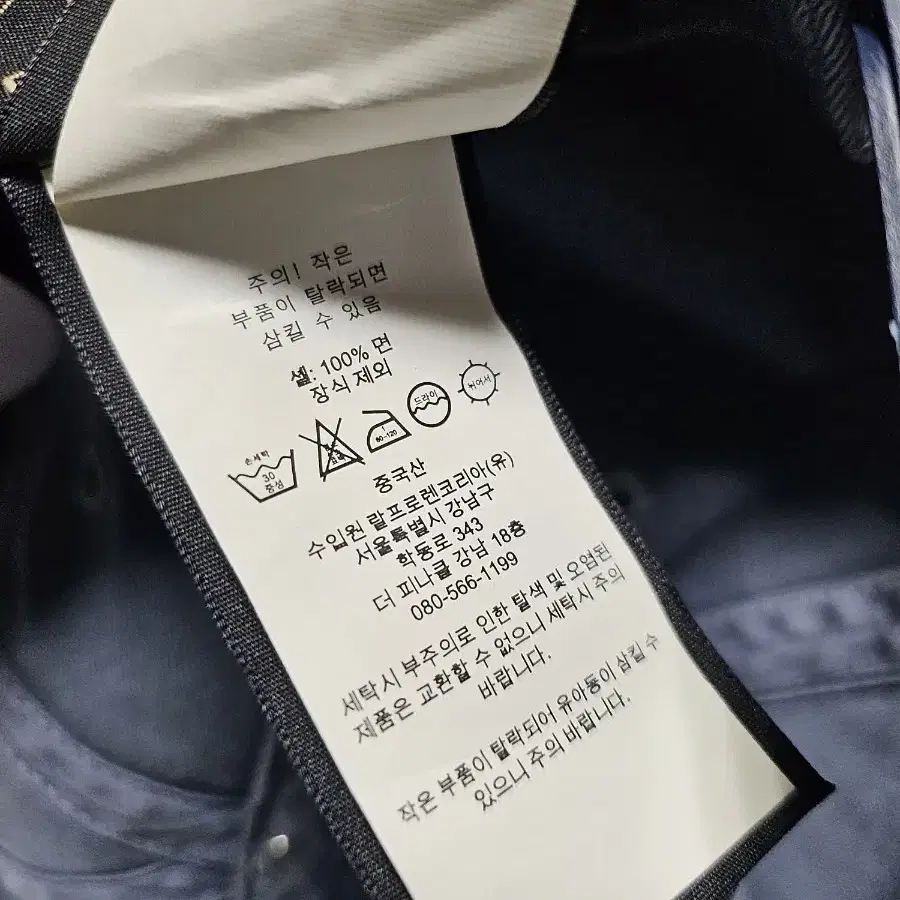 주의! 작은
부품이 탈락되면
삼킬 수 있음
셀: 100% 면
장식 제외
손세탁
30
중성
80-120
드라이
뉘어서
중국산
수입원 랄프로렌코리아(유)
서울특별시 강남구
학동로 343
더 피나클 강남 18층
080-566-1199
세탁시 부주의로 인한 탈색 및 오염된
제품은 교환할 수 없으니 세탁시 주의
바랍니다.
작은 부품이 탈락되어 유아동이 삼킬 수
있으니 주의 바랍니다.